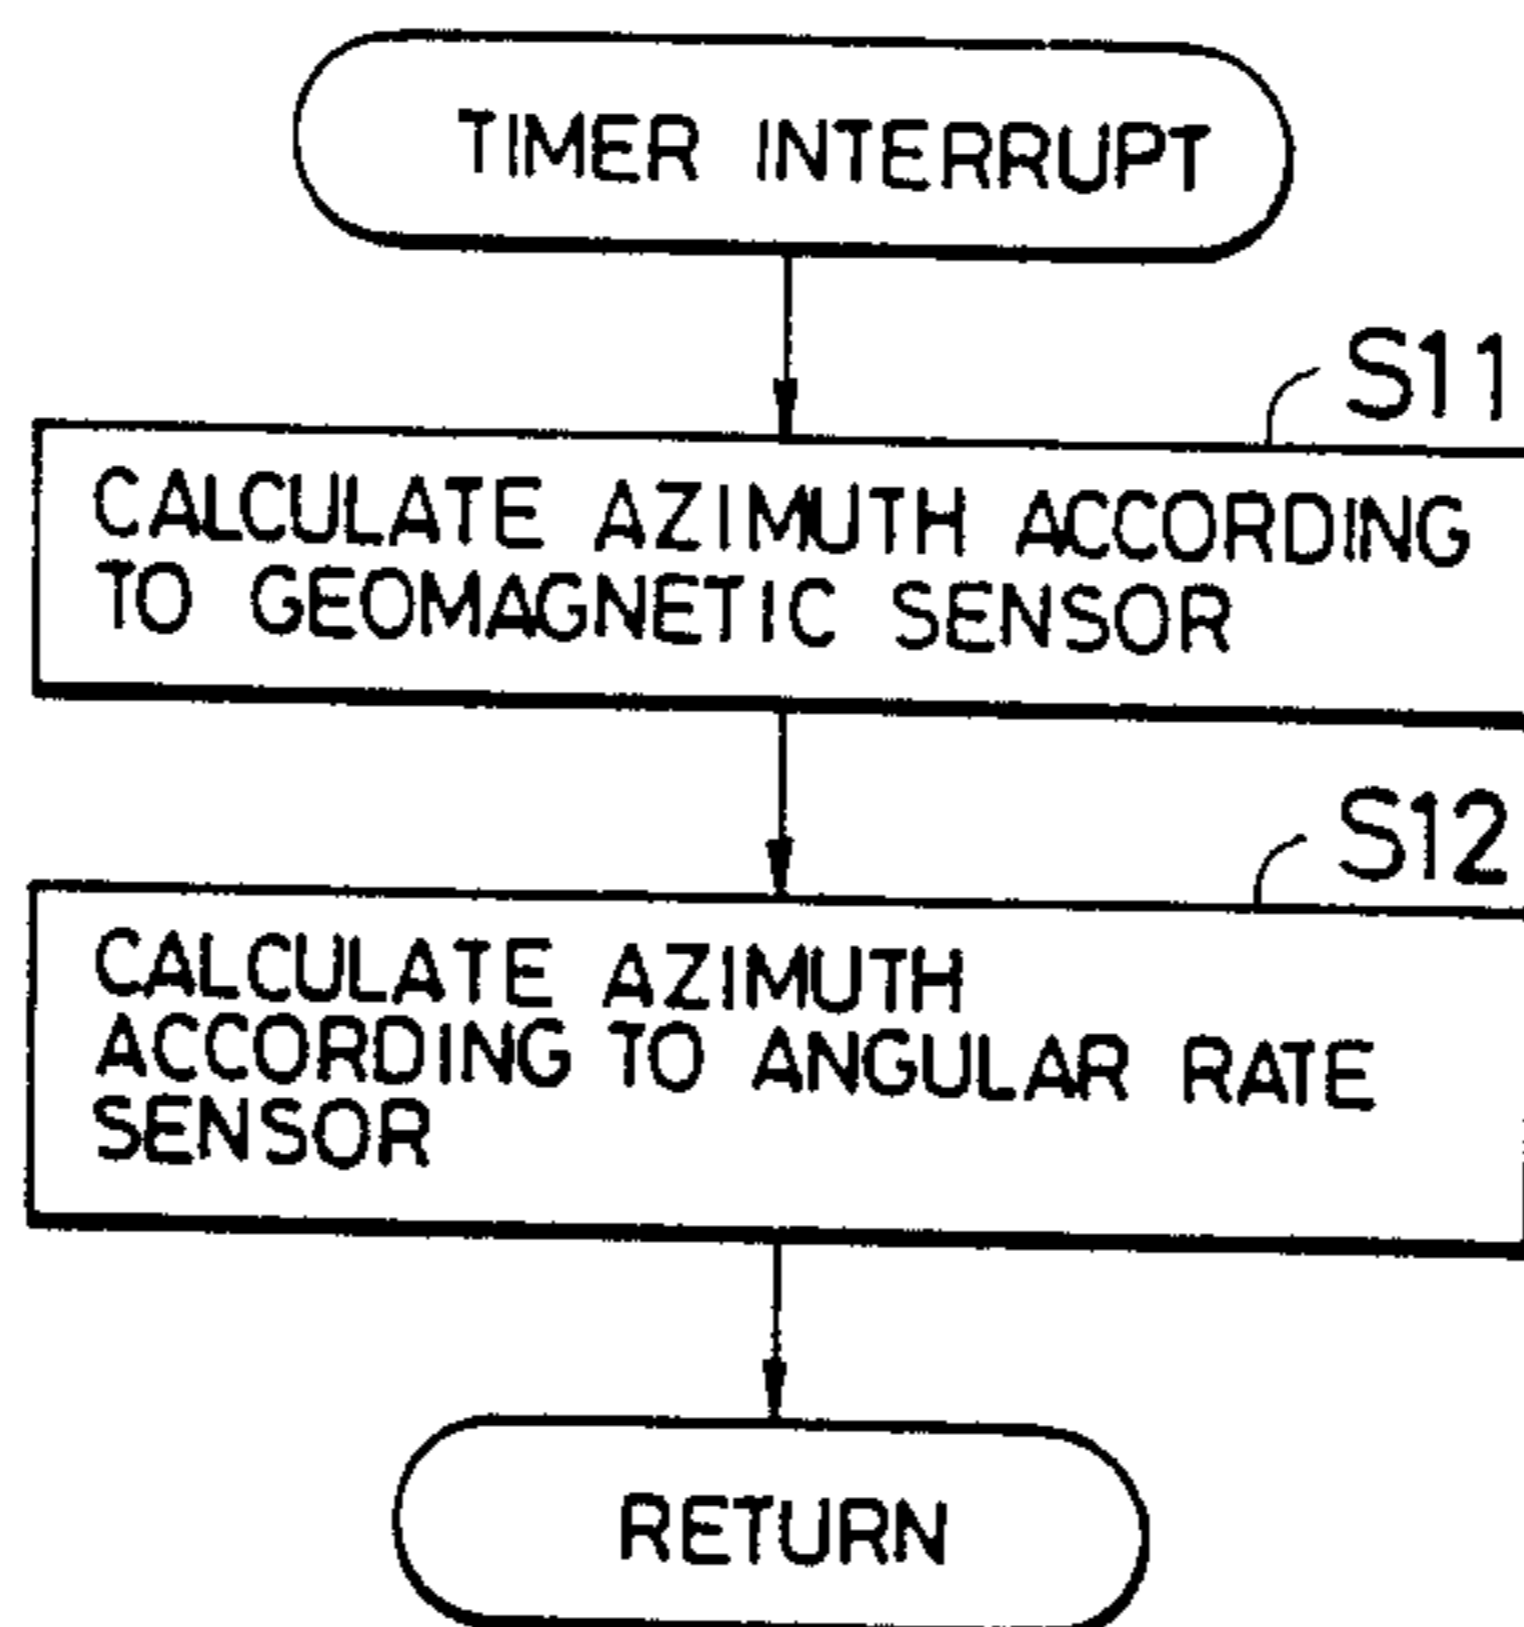 TIMER INTERRUPT
S11
CALCULATE AZIMUTH ACCORDING
TO GEOMAGNETIC SENSOR
S12
CALCULATE AZIMUTH
ACCORDING TO ANGULAR RATE
SENSOR
RETURN